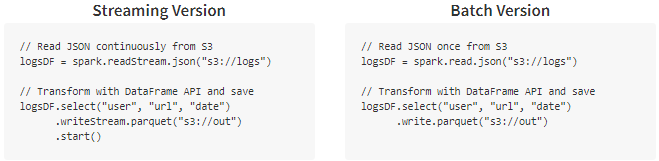 Streaming Version
// Read JSON continuously from S3
logsDF = spark.readStream.json("s3://logs")
// Transform with DataFrame API and save
logsDF.select("user", "url", "date")
.writeStream.parquet("s3://out")
.start()
Batch Version
// Read JSON once from S3
logsDF = spark.read.json("s3://logs")
// Transform with DataFrame API and save
logsDF.select("user", "url", "date")
.write.parquet("s3://out")